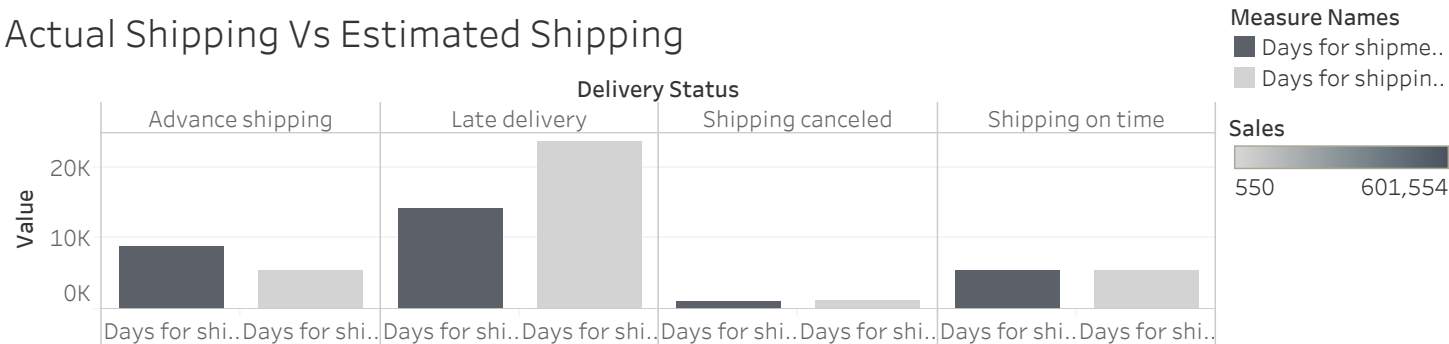 Actual Shipping Vs Estimated Shipping
Measure Names
Days for shipme..
Days for shippin..
Delivery Status
Advance shipping
Late delivery
Shipping canceled
Shipping on time
Sales
550
601,554
Value
20K
10K
0K
Days for shi..
Days for shi..
Days for shi..
Days for shi..
Days for shi..
Days for shi..
Days for shi..
Days for shi..